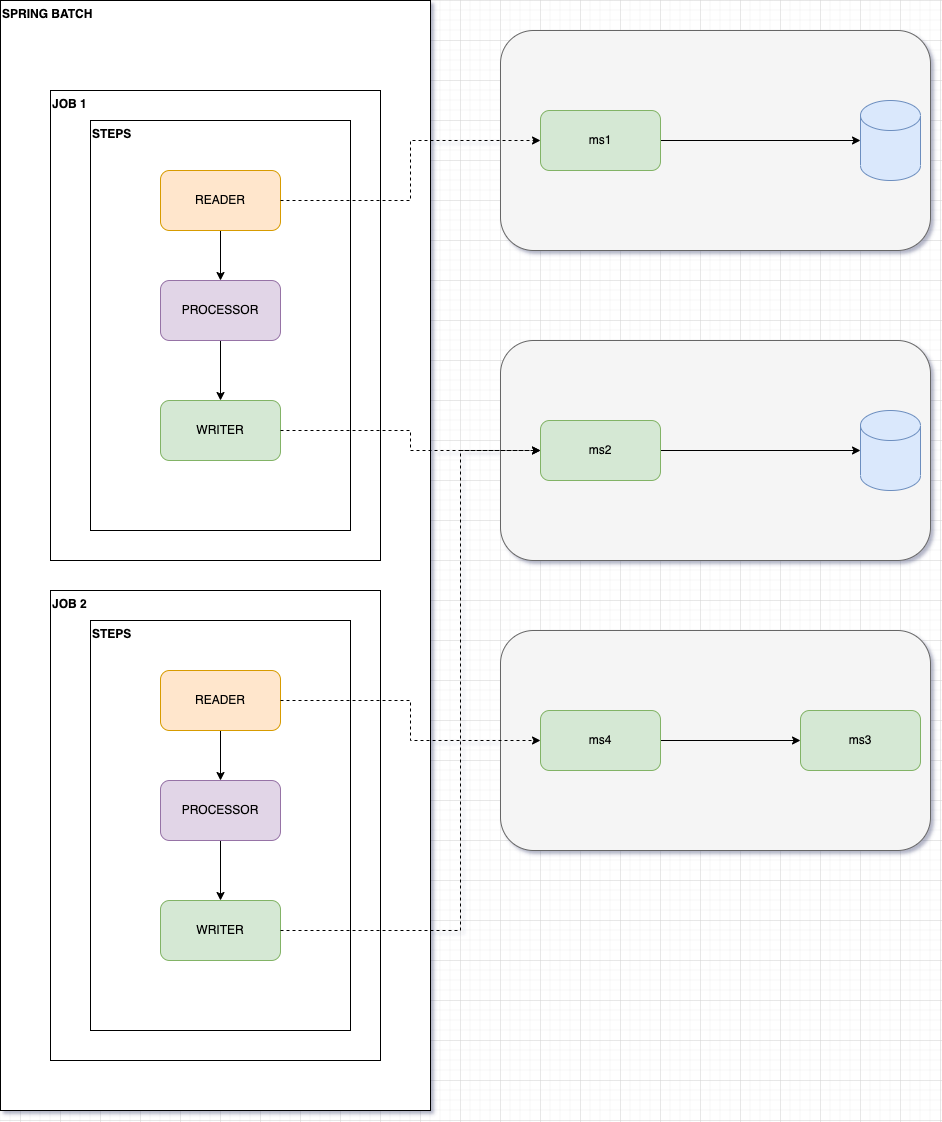 SPRING BATCH
JOB 1
STEPS
READER
PROCESSOR
WRITER
ms1
ms2
JOB 2
STEPS
READER
PROCESSOR
WRITER
ms4
ms3